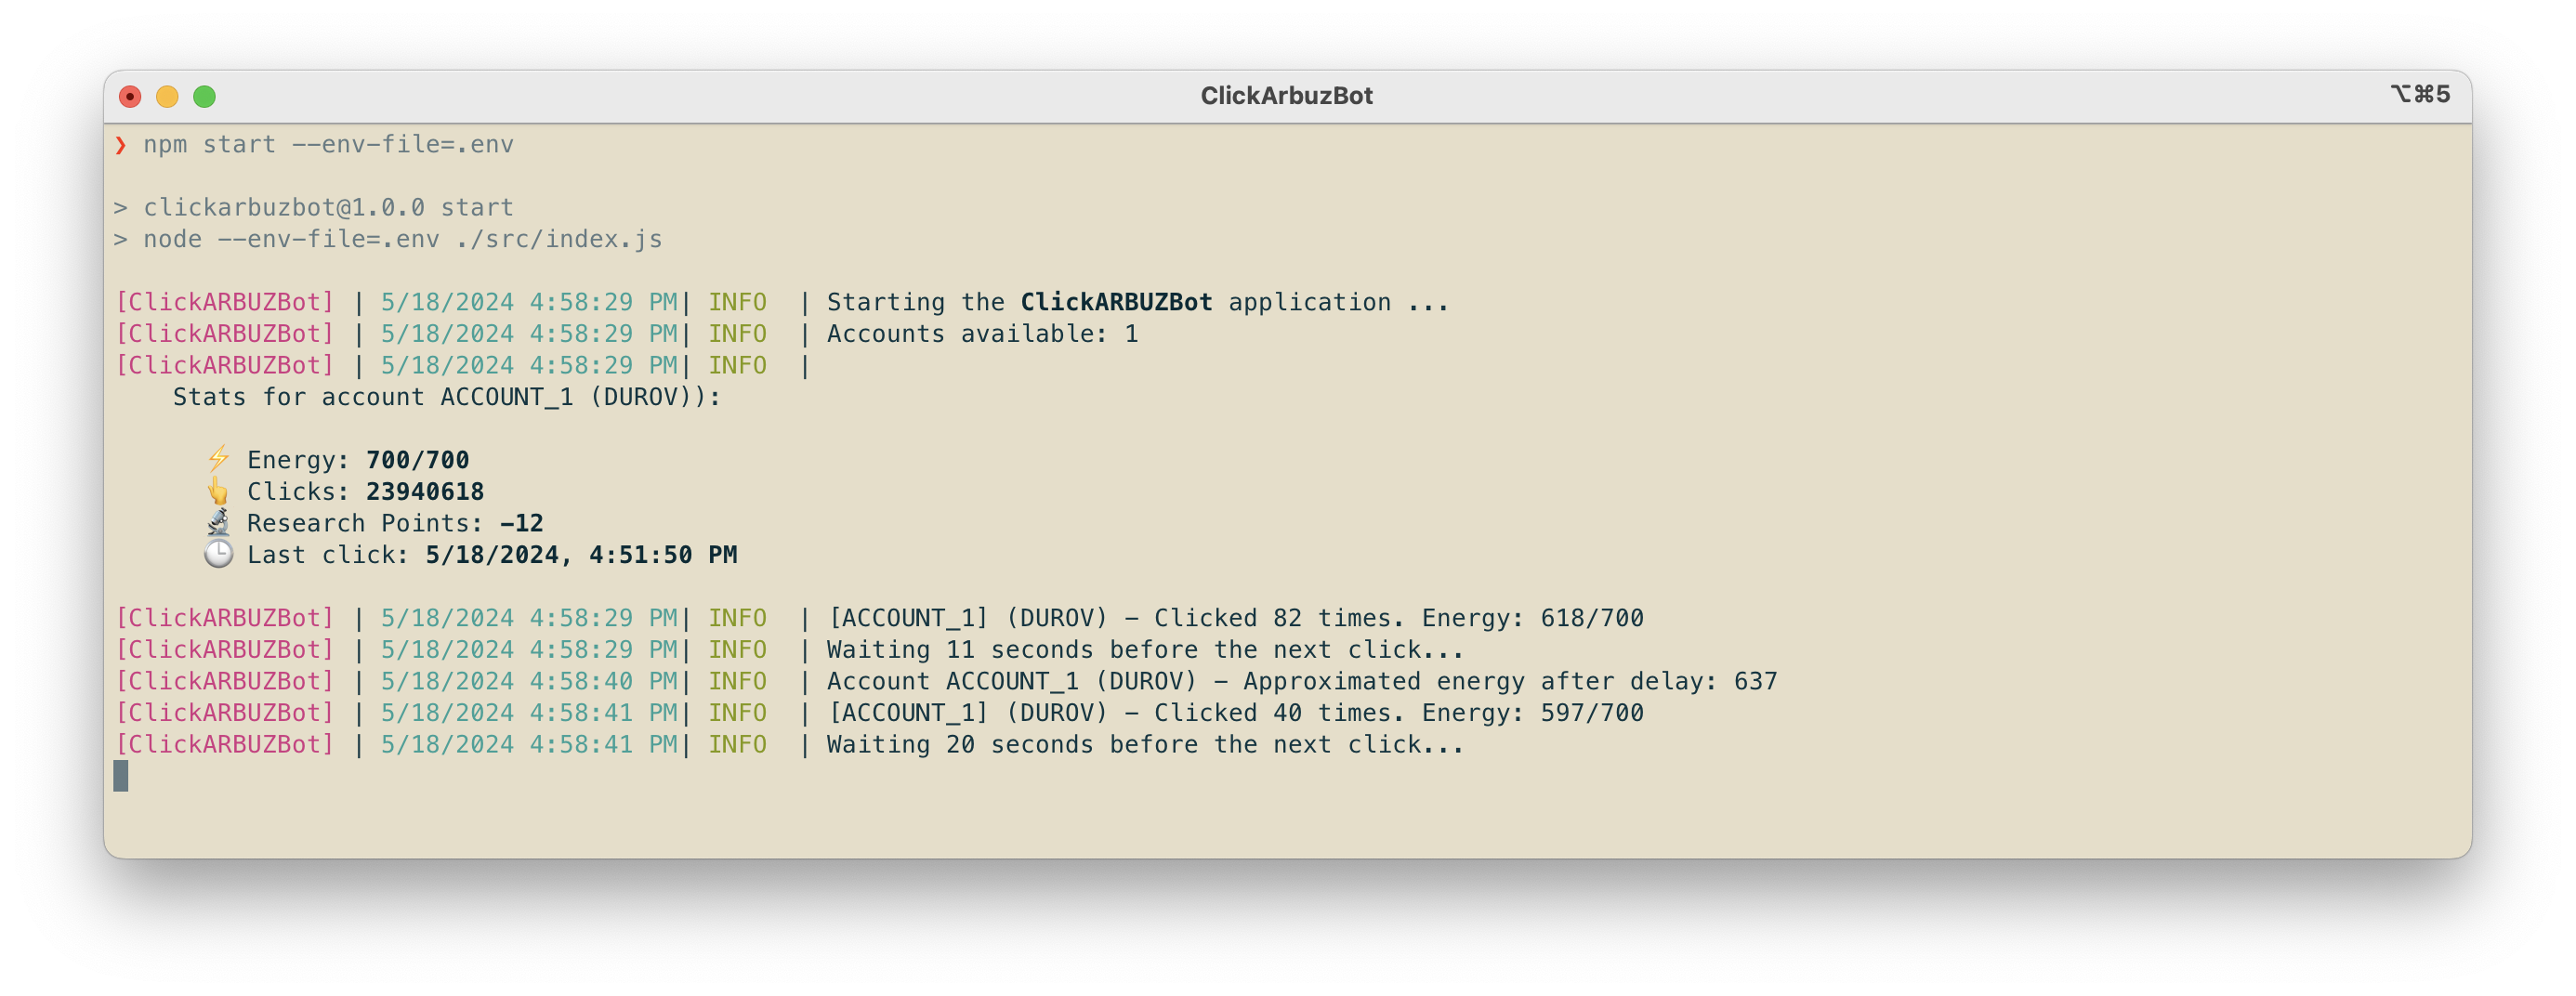 ClickArbuzBot
⌥⌘5
❯ npm start --env-file=.env
> clickarbuzbot@1.0.0 start
> node --env-file=.env ./src/index.js
[ClickARBUZBot] | 5/18/2024 4:58:29 PM| INFO  | Starting the ClickARBUZBot application ...
[ClickARBUZBot] | 5/18/2024 4:58:29 PM| INFO  | Accounts available: 1
[ClickARBUZBot] | 5/18/2024 4:58:29 PM| INFO  |
Stats for account ACCOUNT_1 (DUROV)):
⚡ Energy: 700/700
👆 Clicks: 23940618
🔬 Research Points: -12
🕒 Last click: 5/18/2024, 4:51:50 PM
[ClickARBUZBot] | 5/18/2024 4:58:29 PM| INFO  | [ACCOUNT_1] (DUROV) - Clicked 82 times. Energy: 618/700
[ClickARBUZBot] | 5/18/2024 4:58:29 PM| INFO  | Waiting 11 seconds before the next click...
[ClickARBUZBot] | 5/18/2024 4:58:40 PM| INFO  | Account ACCOUNT_1 (DUROV) - Approximated energy after delay: 637
[ClickARBUZBot] | 5/18/2024 4:58:41 PM| INFO  | [ACCOUNT_1] (DUROV) - Clicked 40 times. Energy: 597/700
[ClickARBUZBot] | 5/18/2024 4:58:41 PM| INFO  | Waiting 20 seconds before the next click...